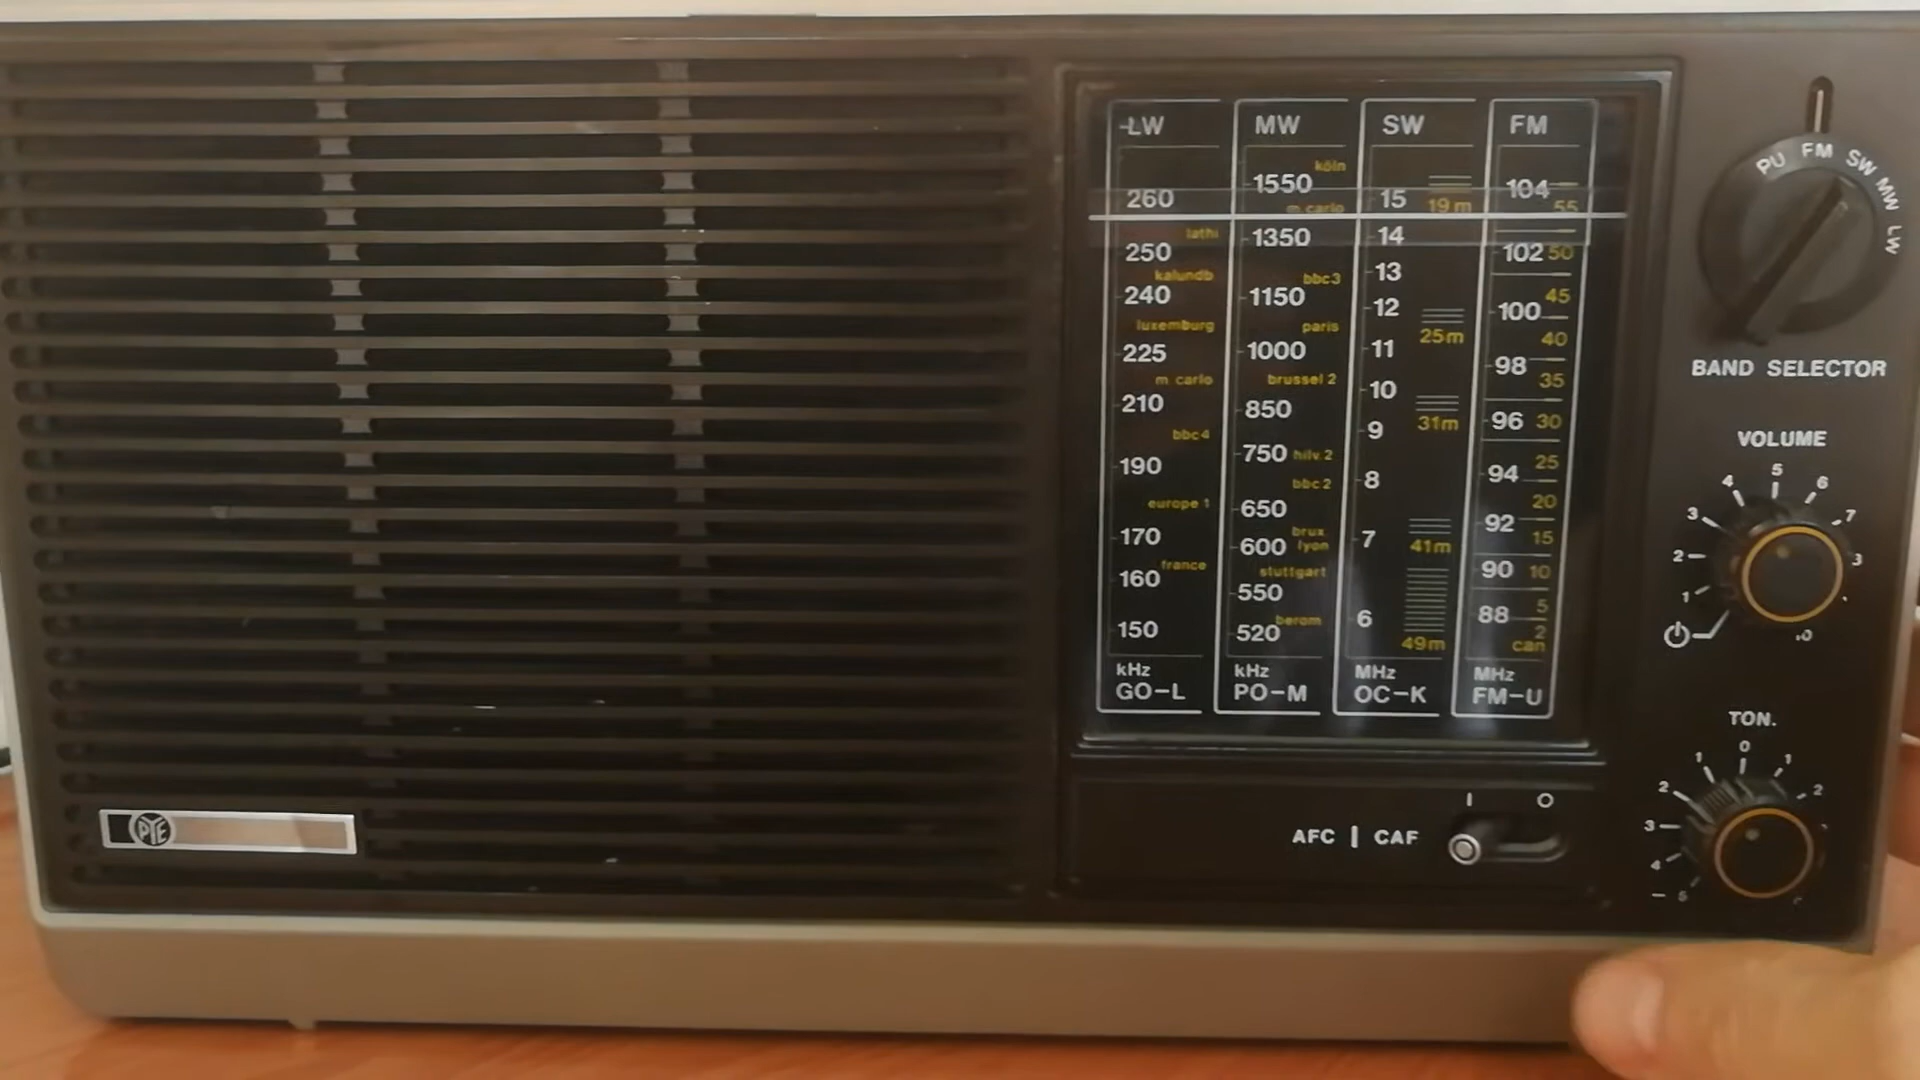 LW
260
lathi
250
kalundb
240
luxemburg
225
m carlo
210
bbc4
190
europe 1
170
france
160
150
kHz
GO-L
MW
köln
1550
m.carlo
1350
bbc3
1150
paris
1000
brussel 2
850
750 hilv.2
bbc2
650
brux
600 lyon
stuttgart
550
berom
520
kHz
PO-M
SW
15 19m
14
13
12
25m
11
10
31m
9
8
7 41m
6
49m
MHz
OC-K
FM
104
55
102 50
45
100
40
98
35
96 30
25
94
20
92
15
90 10
5
88
2
can
MHz
FM-U
PU FM SW MW LW
BAND SELECTOR
VOLUME
1 2 3 4 5 6 7
TON.
5 4 3 2 1 0 1 2
I O
AFC | CAF
PYE